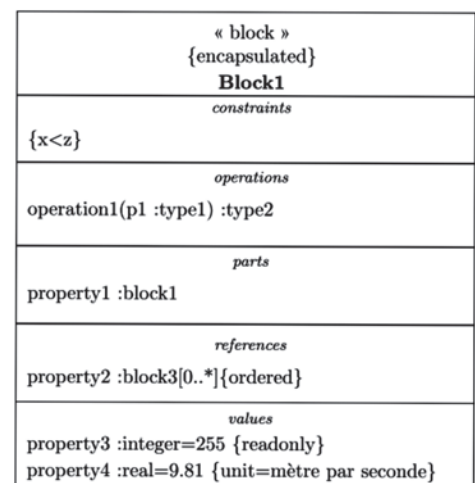 « block »
{encapsulated}
Block1
constraints
{x<z}
operations
operation1(p1 :type1) :type2
parts
property1 :block1
references
property2 :block3[0..*]{ordered}
values
property3 :integer=255 {readonly}
property4 :real=9.81 {unit=mètre par seconde}